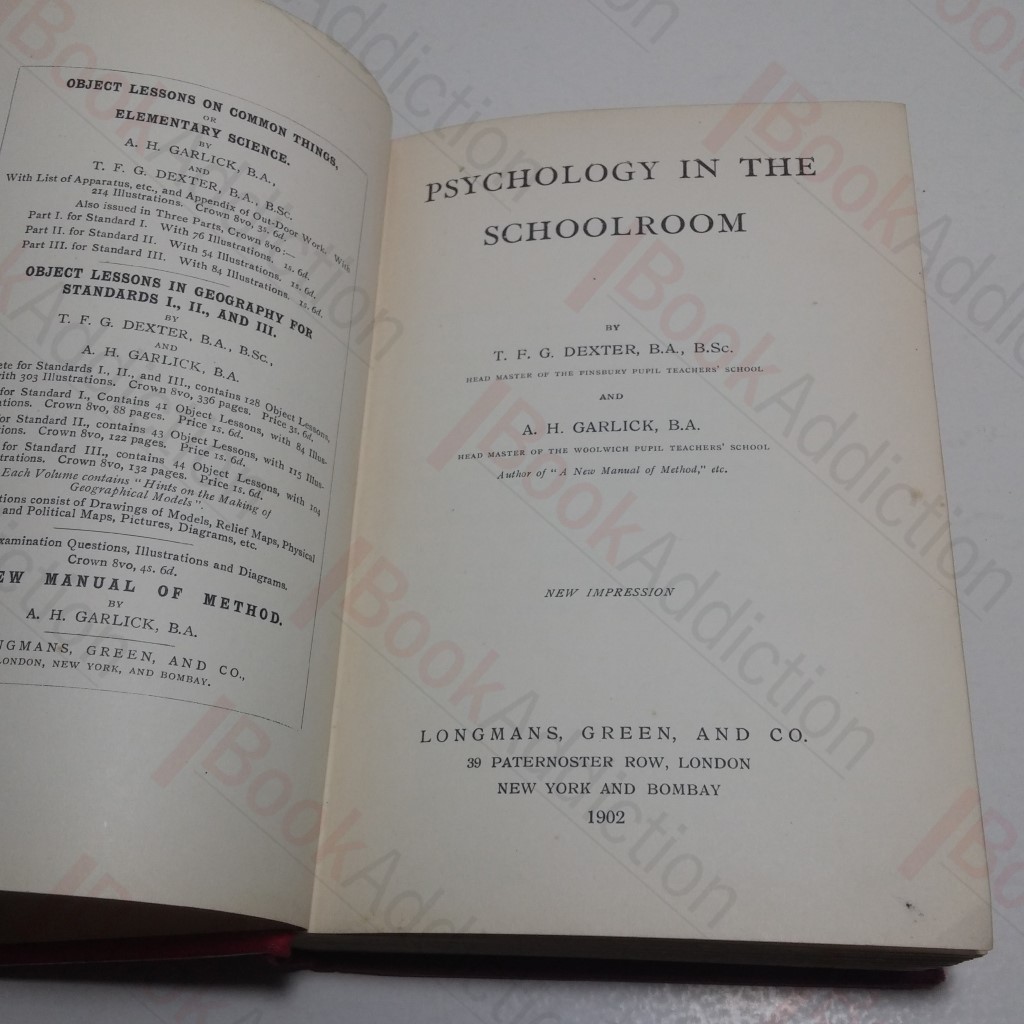 OBJECT LESSONS ON COMMON THINGS,
OR
ELEMENTARY SCIENCE.
BY
A. H. GARLICK, B.A.,
AND
T. F. G. DEXTER, B.A., B.Sc.
With List of Apparatus, etc., and Appendix of Out-Door Work. With
214 Illustrations. Crown 8vo, 3s. 6d.
Also issued in Three Parts, Crown 8vo:—
Part I. for Standard I. With 76 Illustrations. 1s. 6d.
Part II. for Standard II. With 54 Illustrations. 1s. 6d.
Part III. for Standard III. With 84 Illustrations. 1s. 6d.
OBJECT LESSONS IN GEOGRAPHY FOR
STANDARDS I., II., AND III.
BY
T. F. G. DEXTER, B.A., B.Sc.,
AND
A. H. GARLICK, B.A.
ete for Standards I., II., and III., contains 128 Object Lessons,
with 303 Illustrations. Crown 8vo, 336 pages. Price 3s. 6d.
for Standard I., Contains 41 Object Lessons, with 84 Illus-
ations. Crown 8vo, 88 pages. Price 1s. 6d.
for Standard II., contains 43 Object Lessons, with 115 Illus-
tions. Crown 8vo, 122 pages. Price 1s. 6d.
for Standard III., contains 44 Object Lessons, with 104
trations. Crown 8vo, 132 pages. Price 1s. 6d.
Each Volume contains "Hints on the Making of
Geographical Models".
tions consist of Drawings of Models, Relief Maps, Physical
and Political Maps, Pictures, Diagrams, etc.
xamination Questions, Illustrations and Diagrams.
Crown 8vo, 4s. 6d.
EW MANUAL OF METHOD.
BY
A. H. GARLICK, B.A.
NGMANS, GREEN, AND CO.,
LONDON, NEW YORK, AND BOMBAY.
PSYCHOLOGY IN THE
SCHOOLROOM
BY
T. F. G. DEXTER, B.A., B.Sc.
HEAD MASTER OF THE FINSBURY PUPIL TEACHERS' SCHOOL
AND
A. H. GARLICK, B.A.
HEAD MASTER OF THE WOOLWICH PUPIL TEACHERS' SCHOOL
Author of "A New Manual of Method," etc.
NEW IMPRESSION
LONGMANS, GREEN, AND CO.
39 PATERNOSTER ROW, LONDON
NEW YORK AND BOMBAY
1902
BookAddiction